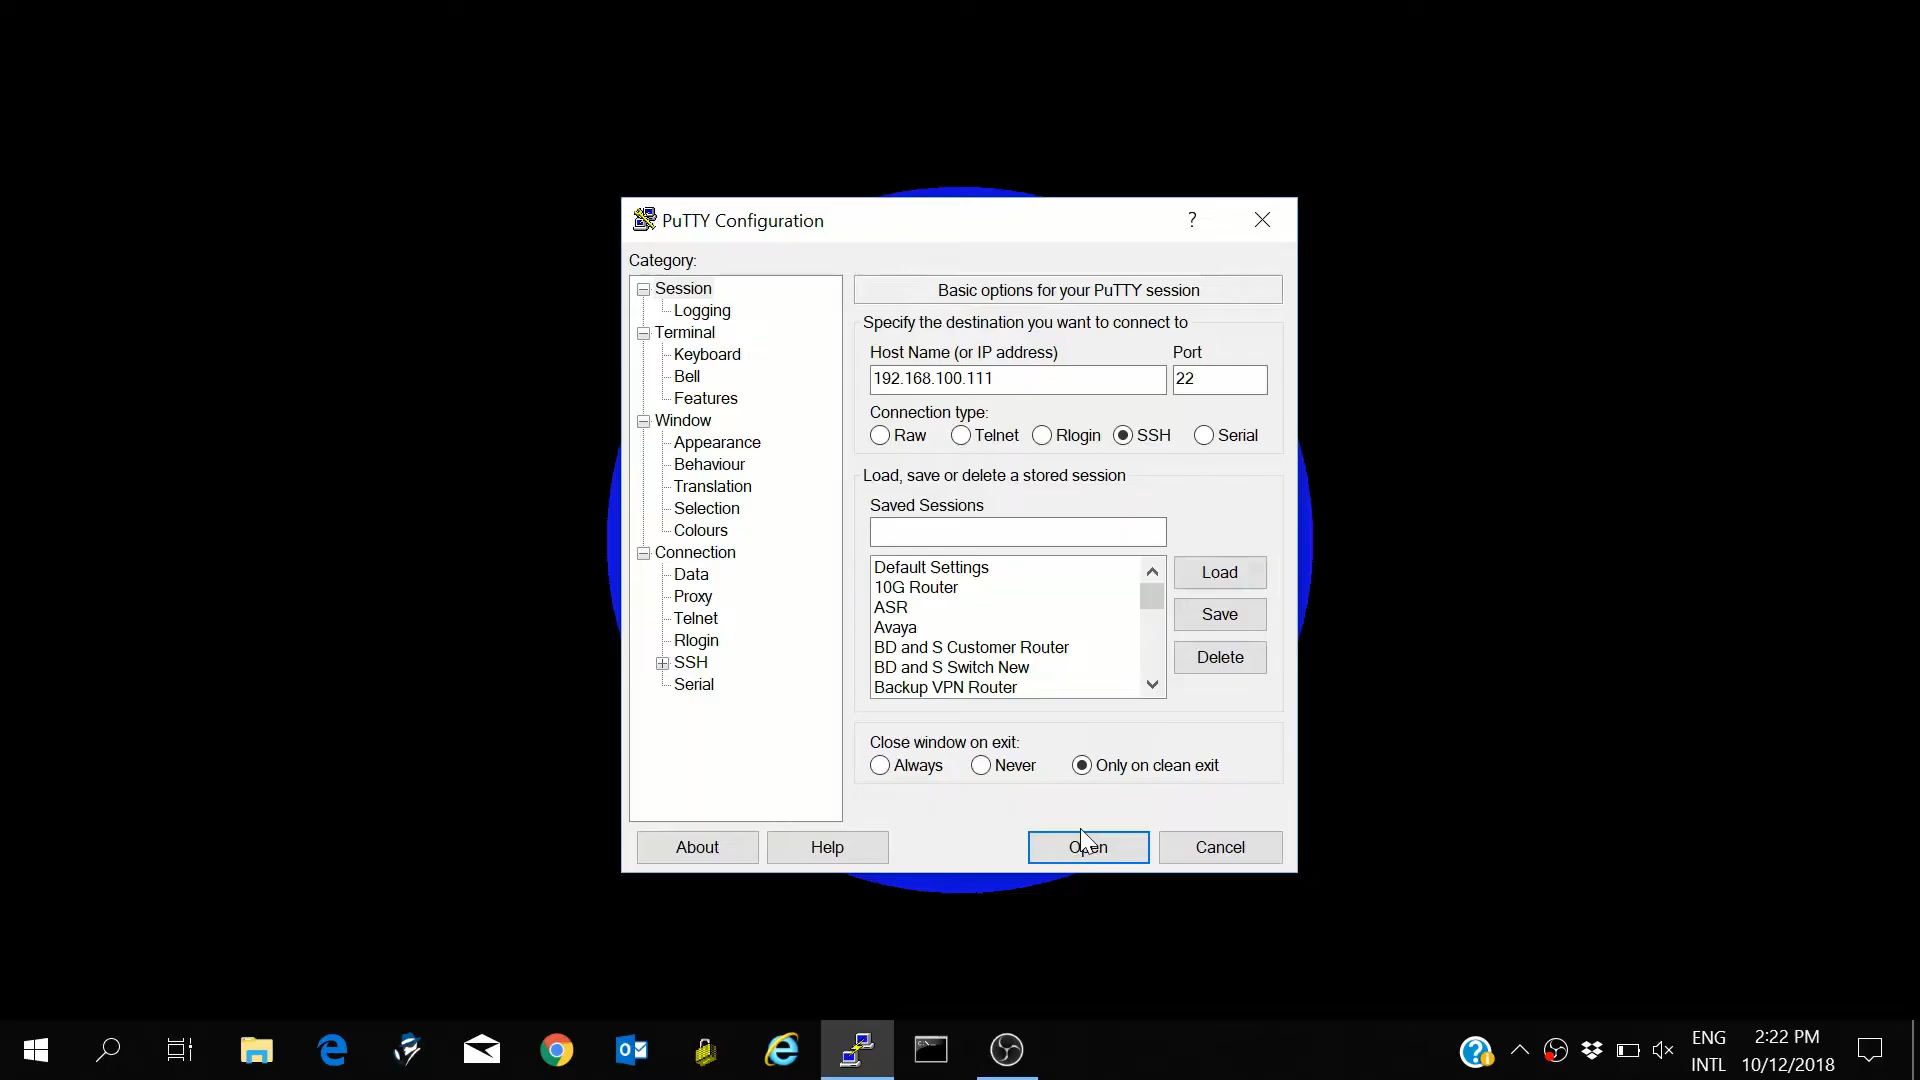 PuTTY Configuration
?
Category:
Session
Logging
Terminal
Keyboard
Bell
Features
Window
Appearance
Behaviour
Translation
Selection
Colours
Connection
Data
Proxy
Telnet
Rlogin
SSH
Serial
Basic options for your PuTTY session
Specify the destination you want to connect to
Host Name (or IP address) Port
192.168.100.111 22
Connection type:
Raw Telnet Rlogin SSH Serial
Load, save or delete a stored session
Saved Sessions
Default Settings
10G Router
ASR
Avaya
BD and S Customer Router
BD and S Switch New
Backup VPN Router
Load
Save
Delete
Close window on exit:
Always Never Only on clean exit
About Help Open Cancel
ENG 2:22 PM
INTL 10/12/2018